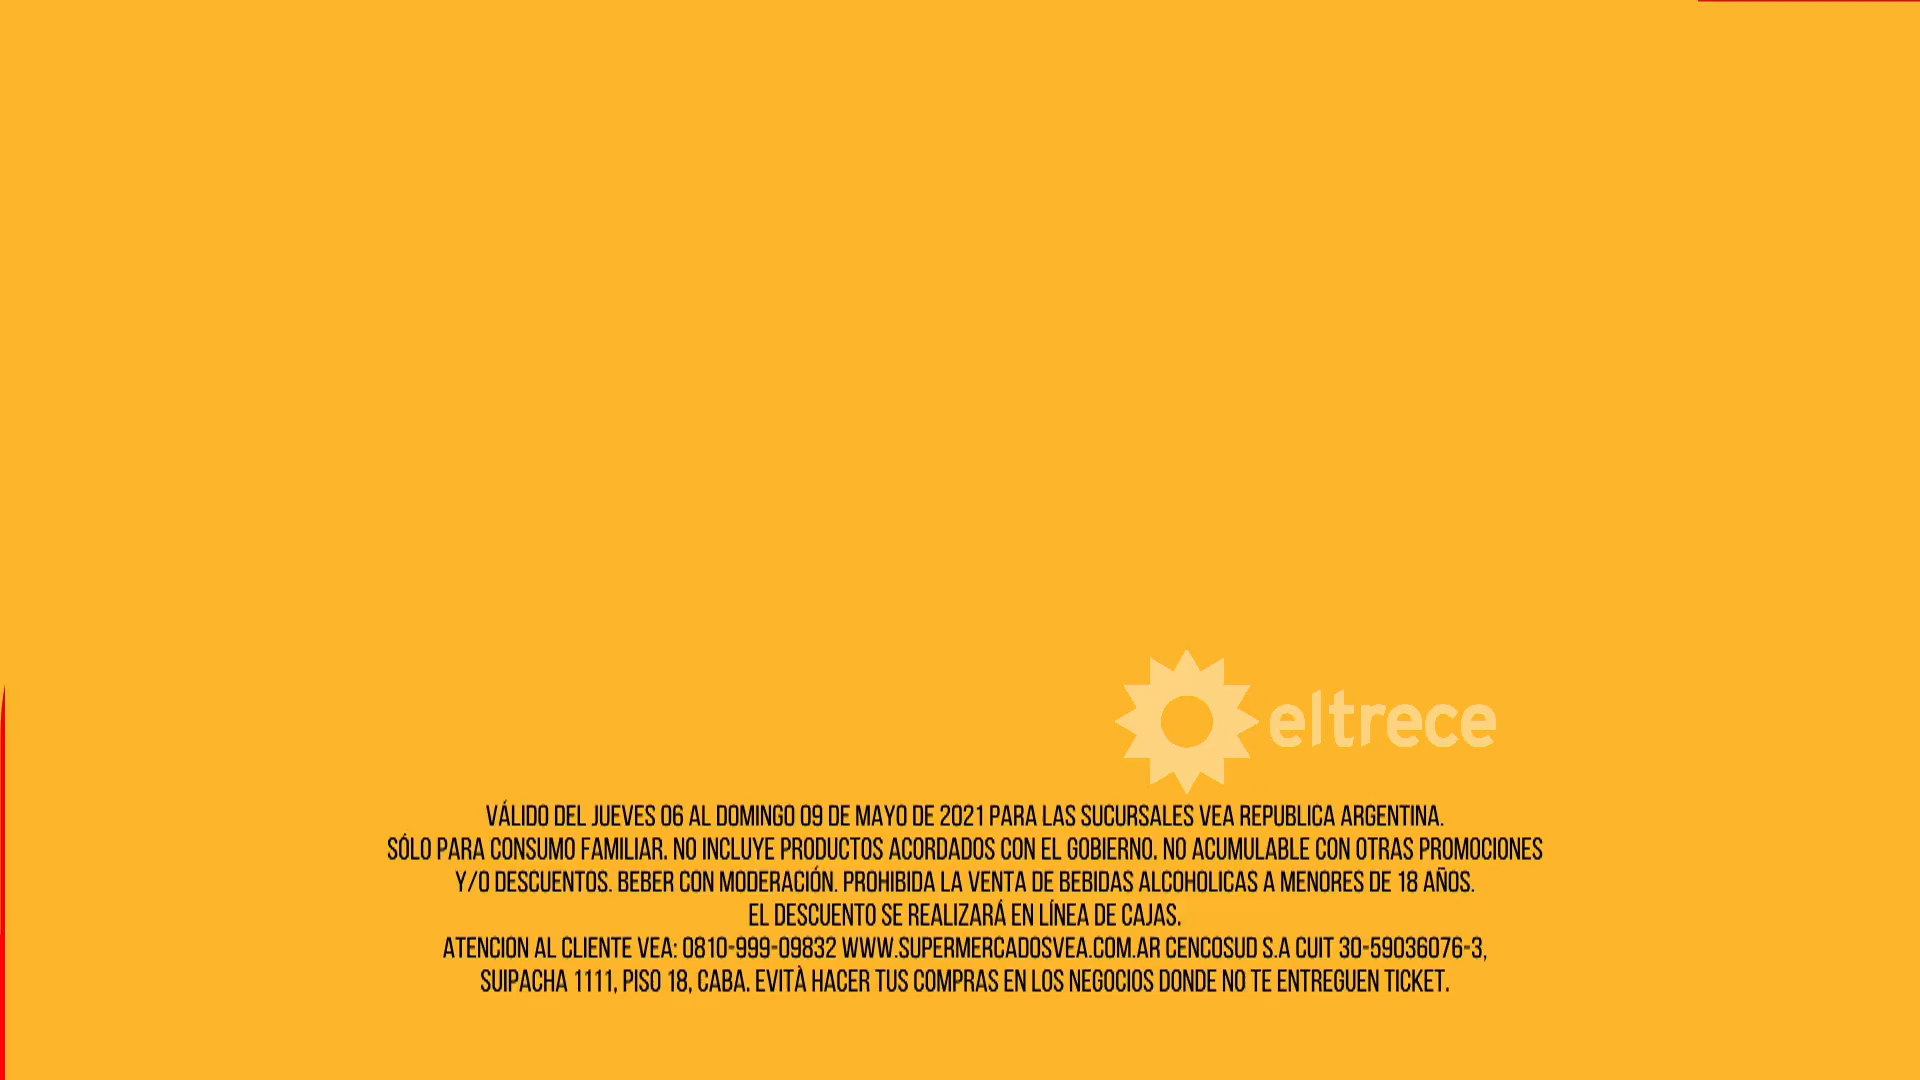 eltrece
VÁLIDO DEL JUEVES 06 AL DOMINGO 09 DE MAYO DE 2021 PARA LAS SUCURSALES VEA REPUBLICA ARGENTINA.
SÓLO PARA CONSUMO FAMILIAR. NO INCLUYE PRODUCTOS ACORDADOS CON EL GOBIERNO. NO ACUMULABLE CON OTRAS PROMOCIONES
Y/O DESCUENTOS. BEBER CON MODERACIÓN. PROHIBIDA LA VENTA DE BEBIDAS ALCOHOLICAS A MENORES DE 18 AÑOS.
EL DESCUENTO SE REALIZARÁ EN LÍNEA DE CAJAS.
ATENCION AL CLIENTE VEA: 0810-999-09832 WWW.SUPERMERCADOSVEA.COM.AR CENCOSUD S.A CUIT 30-59036076-3,
SUIPACHA 1111, PISO 18, CABA. EVITÀ HACER TUS COMPRAS EN LOS NEGOCIOS DONDE NO TE ENTREGUEN TICKET.